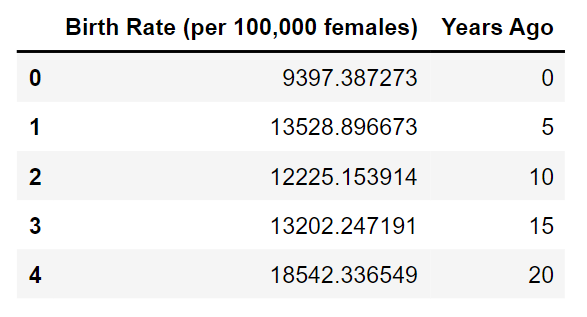 Birth Rate (per 100,000 females) Years Ago
0 9397.387273 0
1 13528.896673 5
2 12225.153914 10
3 13202.247191 15
4 18542.336549 20